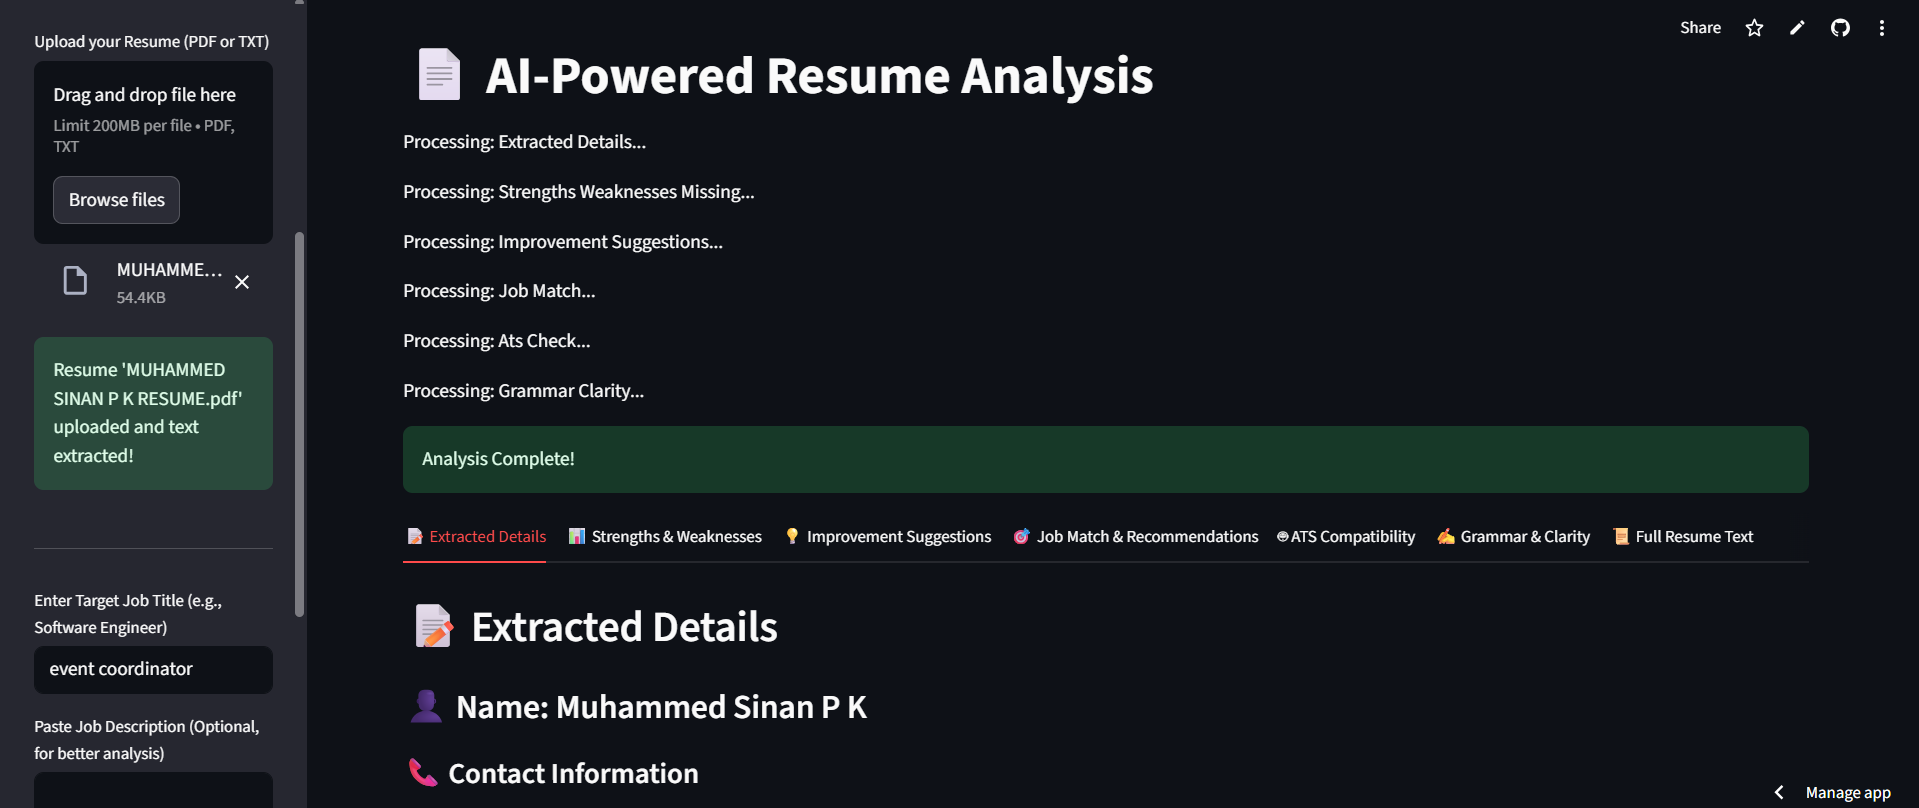 Upload your Resume (PDF or TXT)
Drag and drop file here
Limit 200MB per file • PDF,
TXT
Browse files
MUHAMME...
54.4KB
Resume 'MUHAMMED
SINAN P K RESUME.pdf'
uploaded and text
extracted!
Enter Target Job Title (e.g.,
Software Engineer)
event coordinator
Paste Job Description (Optional,
for better analysis)
Share
AI-Powered Resume Analysis
Processing: Extracted Details...
Processing: Strengths Weaknesses Missing...
Processing: Improvement Suggestions...
Processing: Job Match...
Processing: Ats Check...
Processing: Grammar Clarity...
Analysis Complete!
Extracted Details
Strengths & Weaknesses
Improvement Suggestions
Job Match & Recommendations
ATS Compatibility
Grammar & Clarity
Full Resume Text
Extracted Details
Name: Muhammed Sinan P K
Contact Information
Manage app